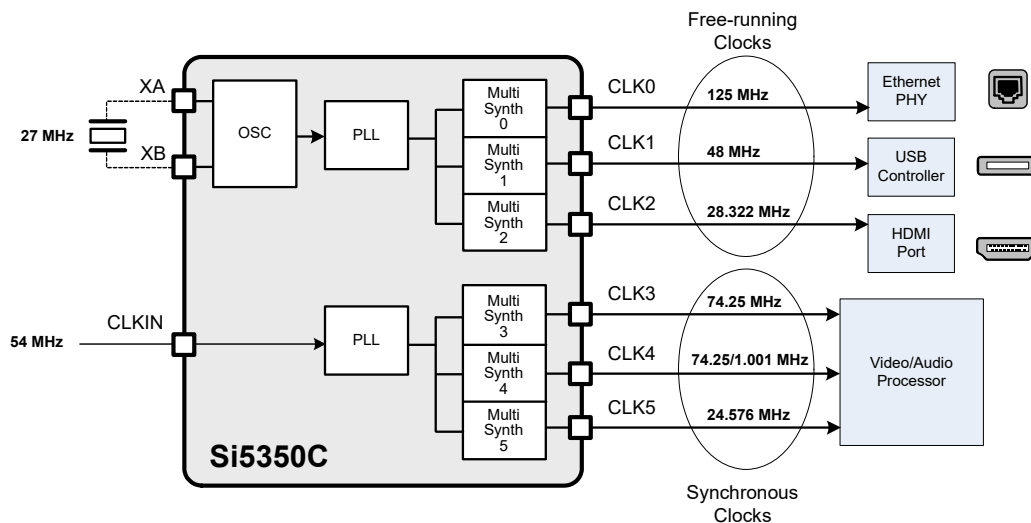 Free-running
Clocks
XA
27 MHz
XB
OSC
PLL
Multi
Synth
0
Multi
Synth
1
Multi
Synth
2
CLK0
125 MHz
Ethernet
PHY
CLK1
48 MHz
USB
Controller
CLK2
28.322 MHz
HDMI
Port
CLKIN
54 MHz
PLL
Multi
Synth
3
Multi
Synth
4
Multi
Synth
5
CLK3
74.25 MHz
CLK4
74.25/1.001 MHz
Video/Audio
Processor
CLK5
24.576 MHz
Si5350C
Synchronous
Clocks